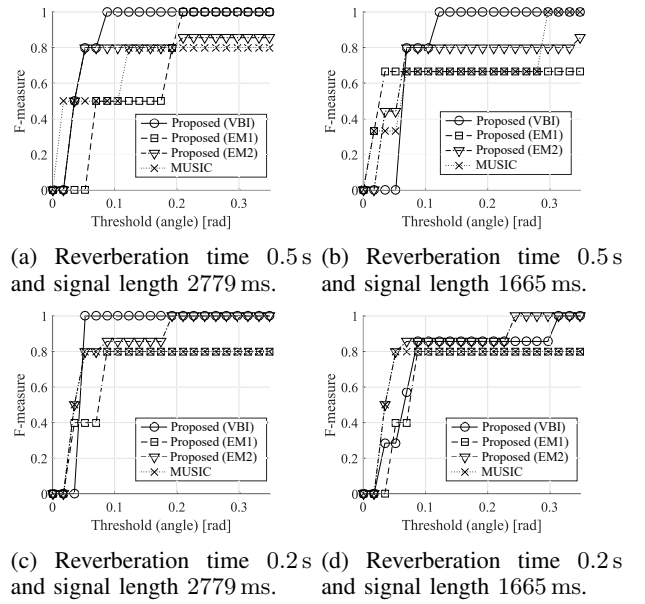 1
0.8
0.6
0.4
0.2
0
F-measure
0 0.1 0.2 0.3
Threshold (angle) [rad]
Proposed (VBI)
Proposed (EM1)
Proposed (EM2)
MUSIC
1
0.8
0.6
0.4
0.2
0
F-measure
0 0.1 0.2 0.3
Threshold (angle) [rad]
Proposed (VBI)
Proposed (EM1)
Proposed (EM2)
MUSIC
(a) Reverberation time 0.5 s
and signal length 2779 ms.
(b) Reverberation time 0.5 s
and signal length 1665 ms.
1
0.8
0.6
0.4
0.2
0
F-measure
0 0.1 0.2 0.3
Threshold (angle) [rad]
Proposed (VBI)
Proposed (EM1)
Proposed (EM2)
MUSIC
1
0.8
0.6
0.4
0.2
0
F-measure
0 0.1 0.2 0.3
Threshold (angle) [rad]
Proposed (VBI)
Proposed (EM1)
Proposed (EM2)
MUSIC
(c) Reverberation time 0.2 s
and signal length 2779 ms.
(d) Reverberation time 0.2 s
and signal length 1665 ms.